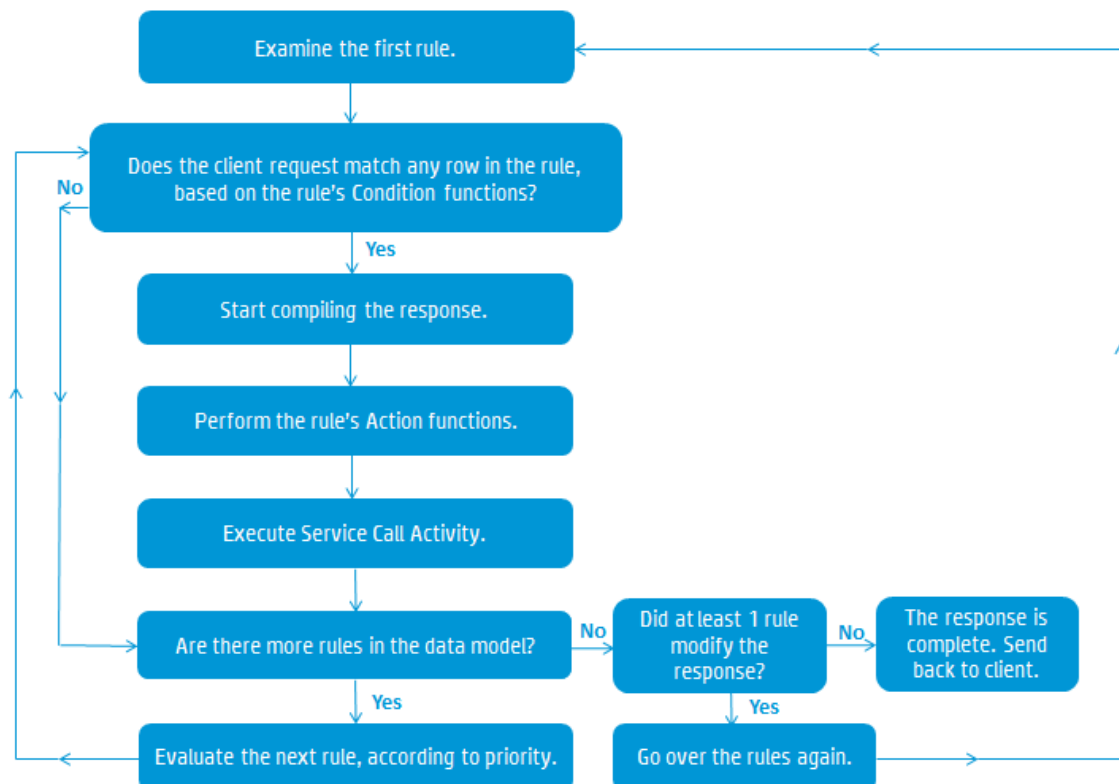 Examine the first rule.
Does the client request match any row in the rule,
based on the rule's Condition functions?
No
Yes
Start compiling the response.
Perform the rule's Action functions.
Execute Service Call Activity.
Are there more rules in the data model?
No
Did at least 1 rule
modify the
response?
No
The response is
complete. Send
back to client.
Yes
Yes
Evaluate the next rule, according to priority.
Go over the rules again.